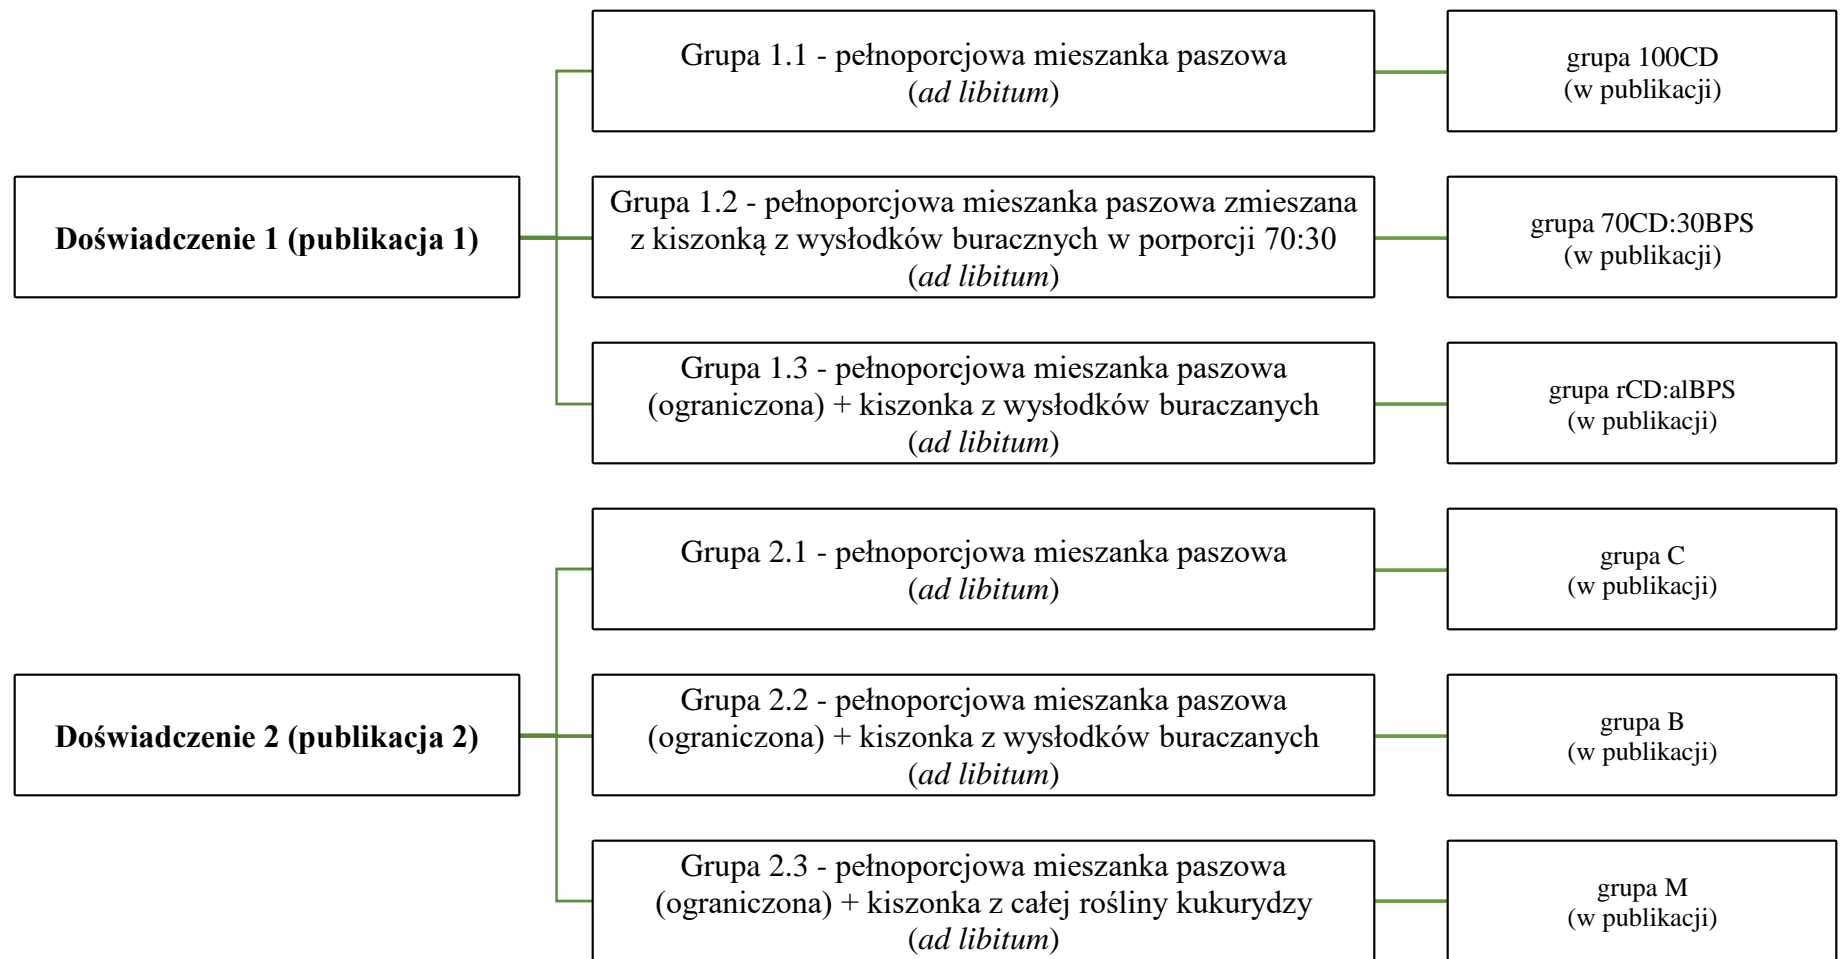 Grupa 1.1 - pełnoporcjowa mieszanka paszowa
(ad libitum)
grupa 100CD
(w publikacji)
Doświadczenie 1 (publikacja 1)
Grupa 1.2 - pełnoporcjowa mieszanka paszowa zmieszana
z kiszonką z wysłodków buracznych w porporcji 70:30
(ad libitum)
grupa 70CD:30BPS
(w publikacji)
Grupa 1.3 - pełnoporcjowa mieszanka paszowa
(ograniczona) + kiszonka z wysłodków buraczanych
(ad libitum)
grupa rCD:alBPS
(w publikacji)
Grupa 2.1 - pełnoporcjowa mieszanka paszowa
(ad libitum)
grupa C
(w publikacji)
Doświadczenie 2 (publikacja 2)
Grupa 2.2 - pełnoporcjowa mieszanka paszowa
(ograniczona) + kiszonka z wysłodków buraczanych
(ad libitum)
grupa B
(w publikacji)
Grupa 2.3 - pełnoporcjowa mieszanka paszowa
(ograniczona) + kiszonka z całej rośliny kukurydzy
(ad libitum)
grupa M
(w publikacji)